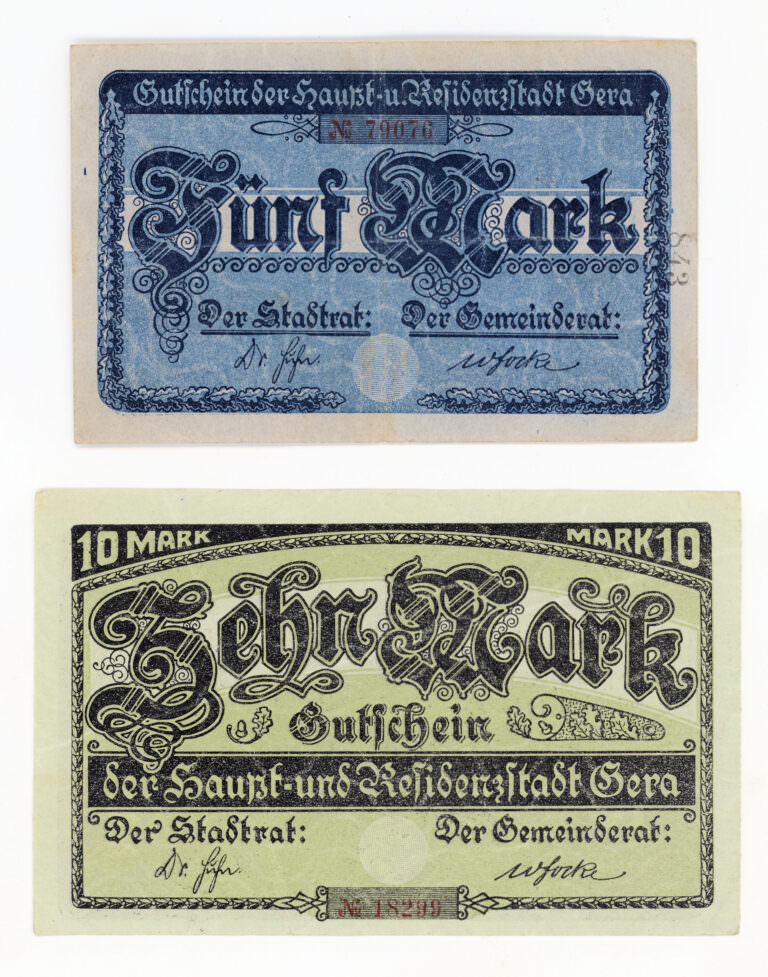 Gutschein der Haupt-u. Residenzstadt Gera
№ 79076
Fünf Mark
843
Der Stadtrat: Der Gemeinderat:
10 MARK MARK 10
Zehn Mark
Gutschein
der Haupt-und Residenzstadt Gera
Der Stadtrat: Der Gemeinderat:
№ 18299